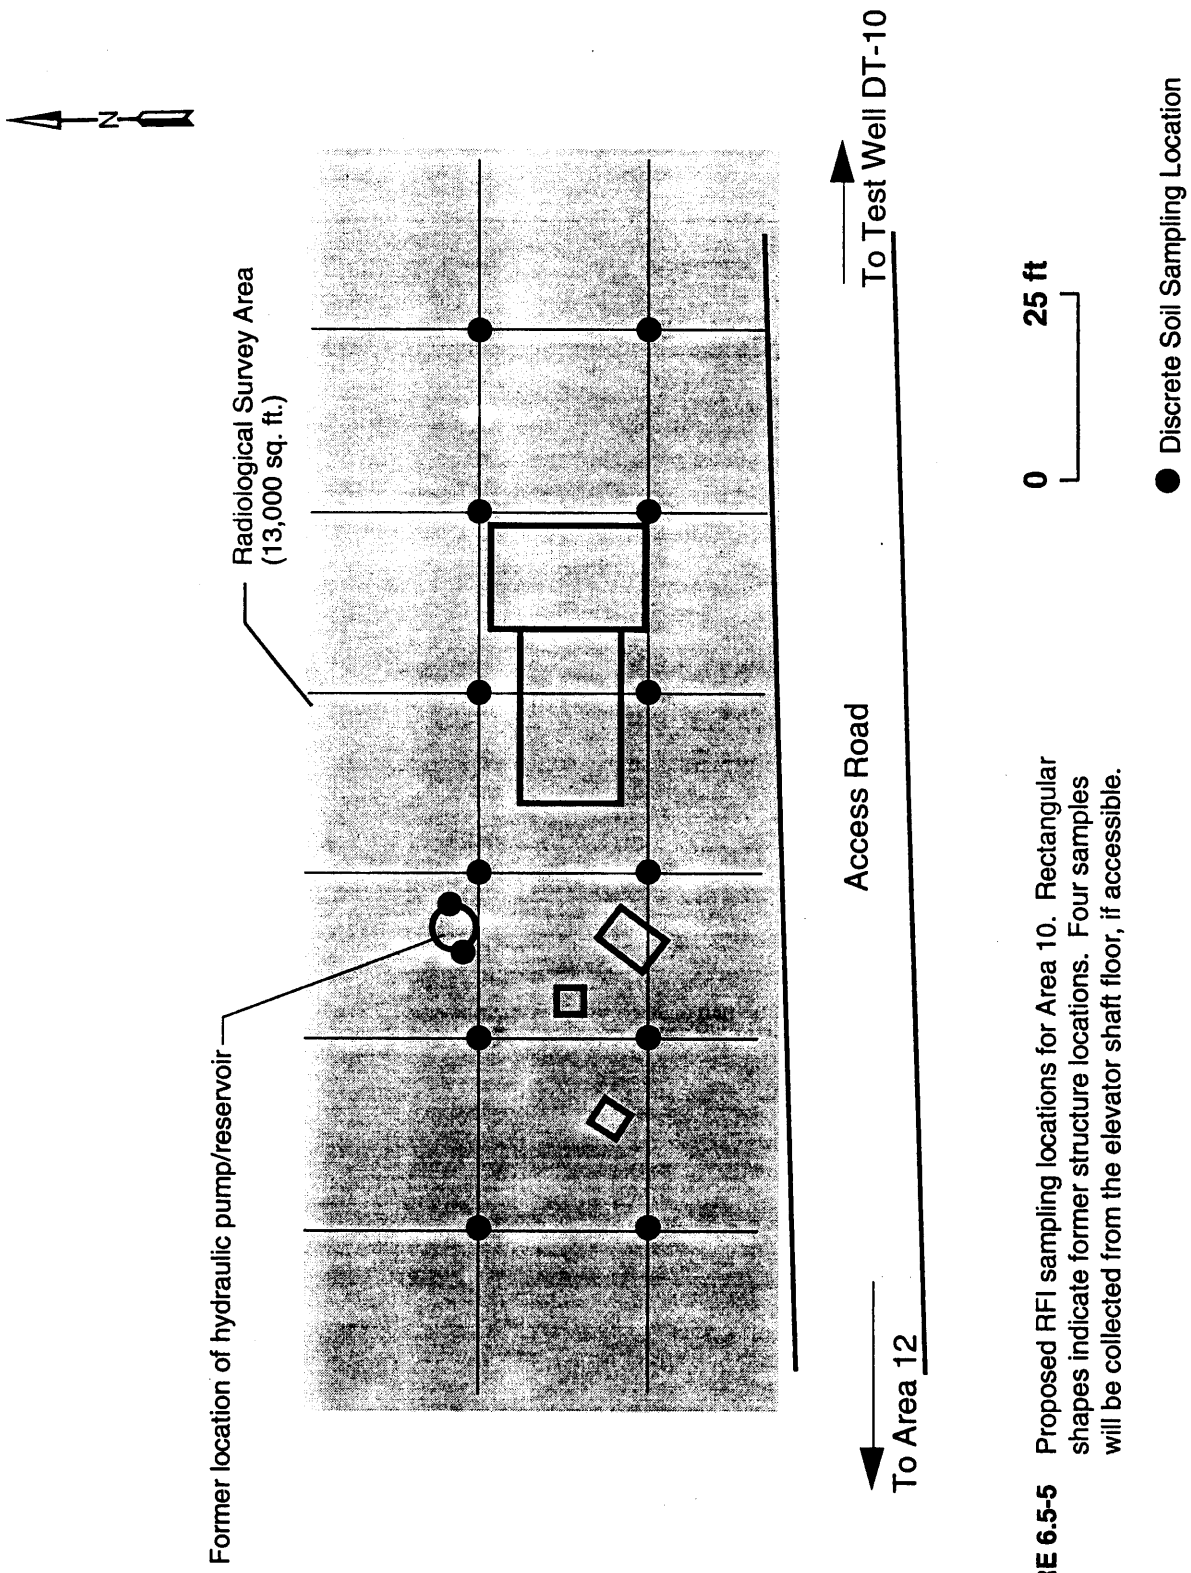 N
Former location of hydraulic pump/reservoir
Radiological Survey Area
(13,000 sq. ft.)
To Area 12
Access Road
To Test Well DT-10
0 25 ft
RE 6.5-5 Proposed RFI sampling locations for Area 10. Rectangular
shapes indicate former structure locations. Four samples
will be collected from the elevator shaft floor, if accessible.
Discrete Soil Sampling Location